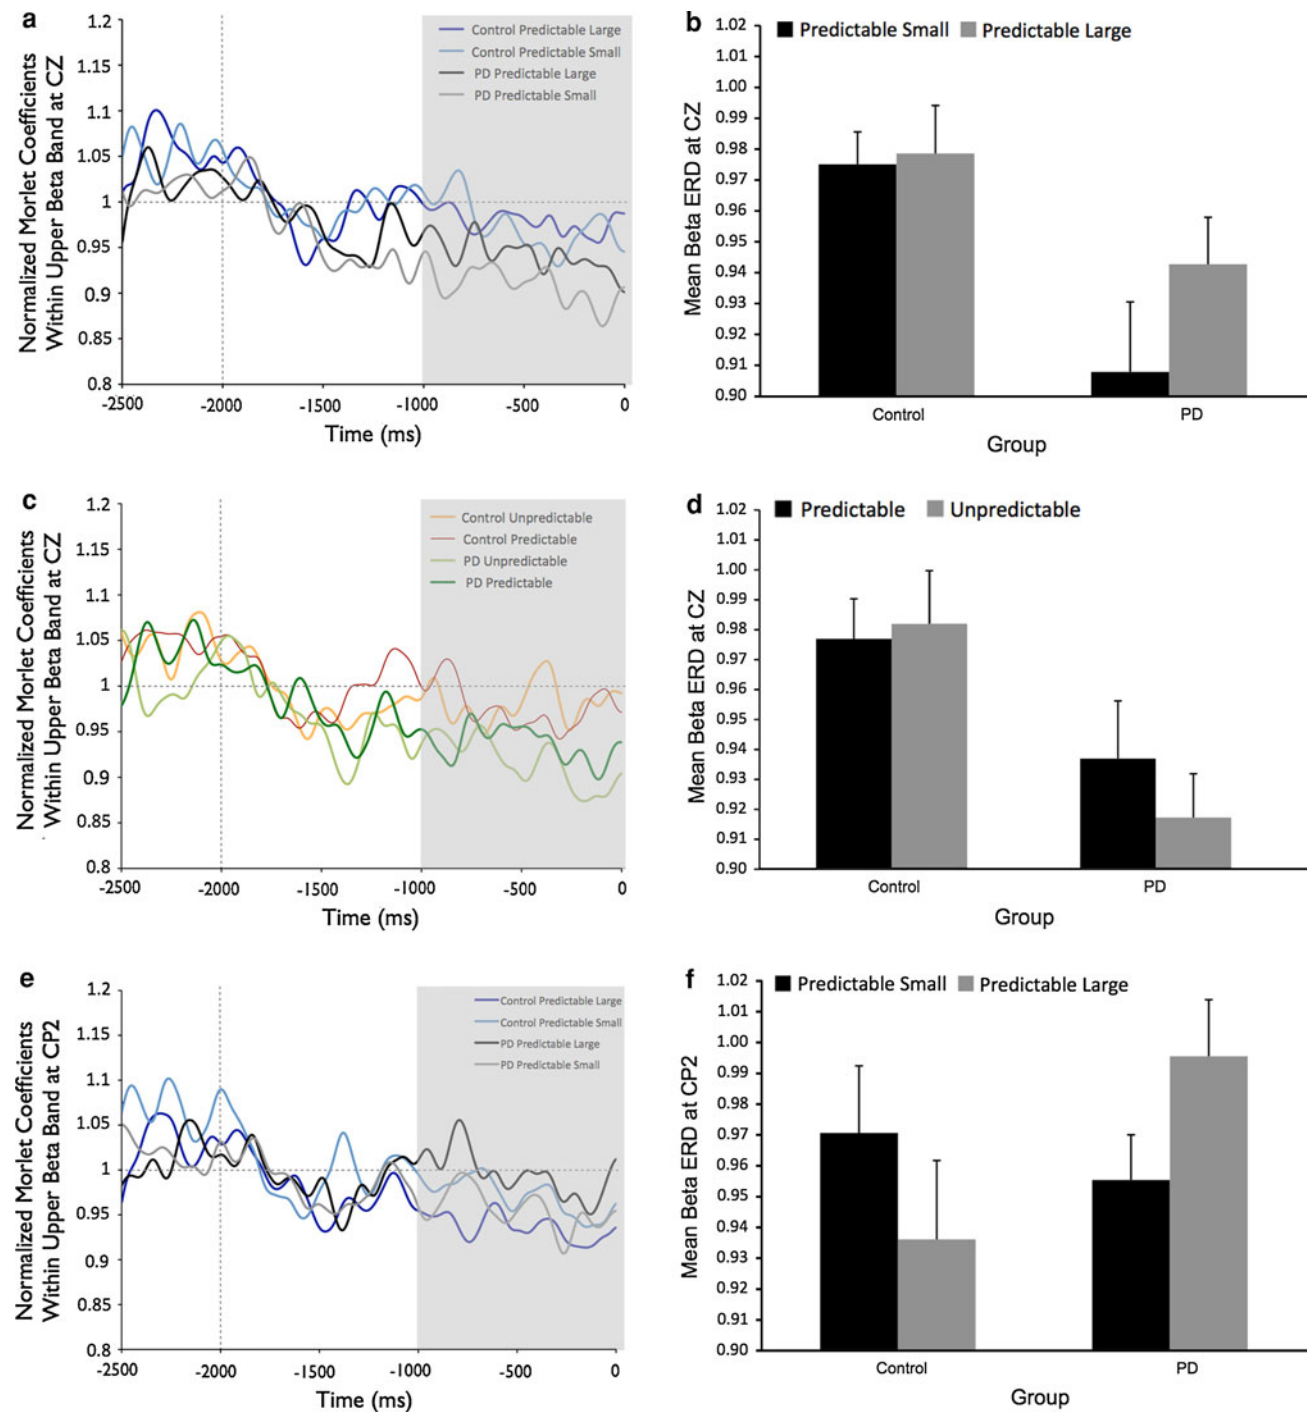 a
Normalized Morlet Coefficients
Within Upper Beta Band at CZ
1.2
1.15
1.1
1.05
1
0.95
0.9
0.85
0.8
Control Predictable Large
Control Predictable Small
PD Predictable Large
PD Predictable Small
-2500 -2000 -1500 -1000 -500 0
Time (ms)
b
Mean Beta ERD at CZ
1.02
1.01
1.00
0.99
0.98
0.97
0.96
0.95
0.94
0.93
0.92
0.91
0.90
Predictable Small Predictable Large
Control PD
Group
c
Normalized Morlet Coefficients
Within Upper Beta Band at CZ
1.2
1.15
1.1
1.05
1
0.95
0.9
0.85
0.8
Control Unpredictable
Control Predictable
PD Unpredictable
PD Predictable
-2500 -2000 -1500 -1000 -500 0
Time (ms)
d
Mean Beta ERD at CZ
1.02
1.01
1.00
0.99
0.98
0.97
0.96
0.95
0.94
0.93
0.92
0.91
0.90
Predictable Unpredictable
Control PD
Group
e
Normalized Morlet Coefficients
Within Upper Beta Band at CP2
1.2
1.15
1.1
1.05
1
0.95
0.9
0.85
0.8
Control Predictable Large
Control Predictable Small
PD Predictable Large
PD Predictable Small
-2500 -2000 -1500 -1000 -500 0
Time (ms)
f
Mean Beta ERD at CP2
1.02
1.01
1.00
0.99
0.98
0.97
0.96
0.95
0.94
0.93
0.92
0.91
0.90
Predictable Small Predictable Large
Control PD
Group